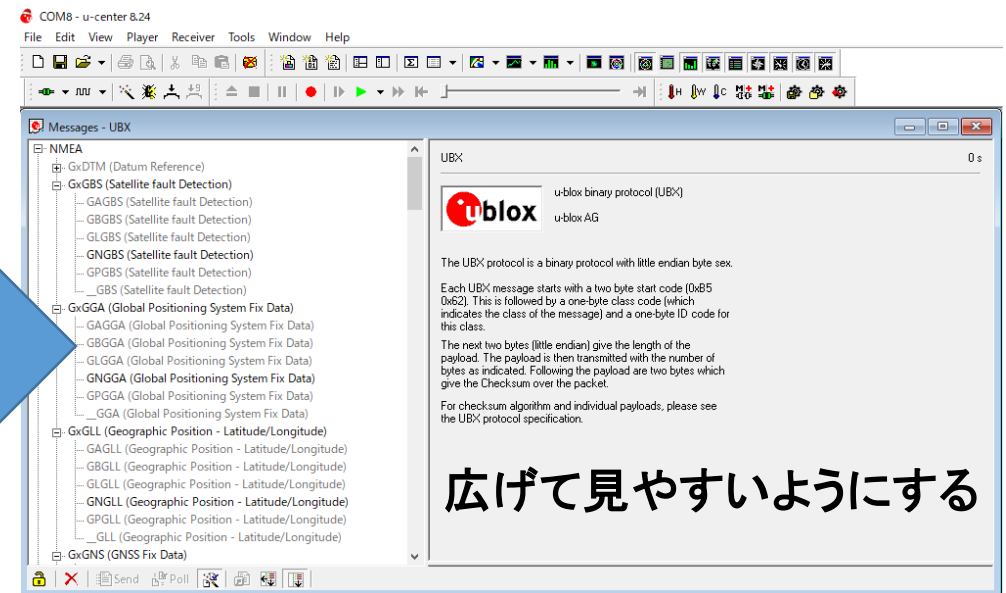 COM8 - u-center 8.24
File Edit View Player Receiver Tools Window Help
H W C
Messages - UBX
NMEA
GxDTM (Datum Reference)
GxGBS (Satellite fault Detection)
GAGBS (Satellite fault Detection)
GBGBS (Satellite fault Detection)
GLGBS (Satellite fault Detection)
GNGBS (Satellite fault Detection)
GPGBS (Satellite fault Detection)
__GBS (Satellite fault Detection)
GxGGA (Global Positioning System Fix Data)
GAGGA (Global Positioning System Fix Data)
GBGGA (Global Positioning System Fix Data)
GLGGA (Global Positioning System Fix Data)
GNGGA (Global Positioning System Fix Data)
GPGGA (Global Positioning System Fix Data)
__GGA (Global Positioning System Fix Data)
GxGLL (Geographic Position - Latitude/Longitude)
GAGLL (Geographic Position - Latitude/Longitude)
GBGLL (Geographic Position - Latitude/Longitude)
GLGLL (Geographic Position - Latitude/Longitude)
GNGLL (Geographic Position - Latitude/Longitude)
GPGLL (Geographic Position - Latitude/Longitude)
__GLL (Geographic Position - Latitude/Longitude)
GxGNS (GNSS Fix Data)
UBX 0 s
ublox
u-blox binary protocol (UBX)
u-blox AG
The UBX protocol is a binary protocol with little endian byte sex.
Each UBX message starts with a two byte start code (0xB5
0x62). This is followed by a one-byte class code (which
indicates the class of the message) and a one-byte ID code for
this class.
The next two bytes (little endian) give the length of the
payload. The payload is then transmitted with the number of
bytes as indicated. Following the payload are two bytes which
give the Checksum over the packet.
For checksum algorithm and individual payloads, please see
the UBX protocol specification.
広げて見やすいようにする
Send Poll